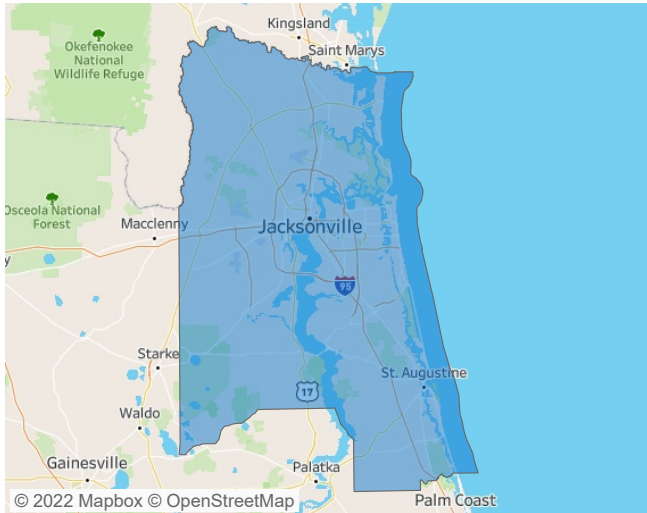 Kingsland
Okefenokee
National
Wildlife Refuge
Saint Marys
Osceola National
Forest
Macclenny
Jacksonville
y
95
Starke
St. Augustine
17
Waldo
Gainesville
Palatka
Palm Coast
© 2022 Mapbox © OpenStreetMap